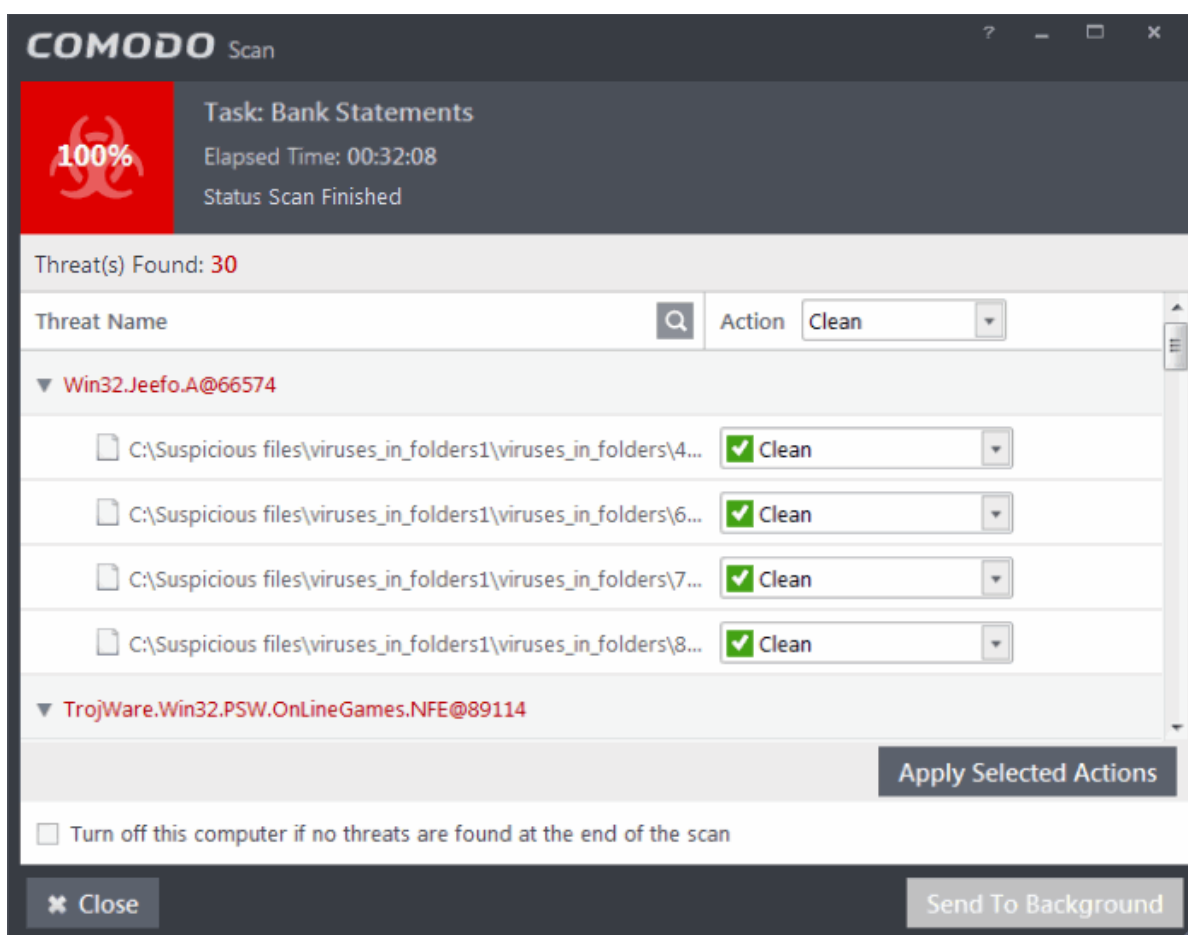 COMODO Scan
?
100%
Task: Bank Statements
Elapsed Time: 00:32:08
Status Scan Finished
Threat(s) Found: 30
Threat Name
Action Clean
Win32.Jeefo.A@66574
C:\Suspicious files\viruses_in_folders1\viruses_in_folders\4... Clean
C:\Suspicious files\viruses_in_folders1\viruses_in_folders\6... Clean
C:\Suspicious files\viruses_in_folders1\viruses_in_folders\7... Clean
C:\Suspicious files\viruses_in_folders1\viruses_in_folders\8... Clean
TrojWare.Win32.PSW.OnLineGames.NFE@89114
Apply Selected Actions
Turn off this computer if no threats are found at the end of the scan
Close
Send To Background